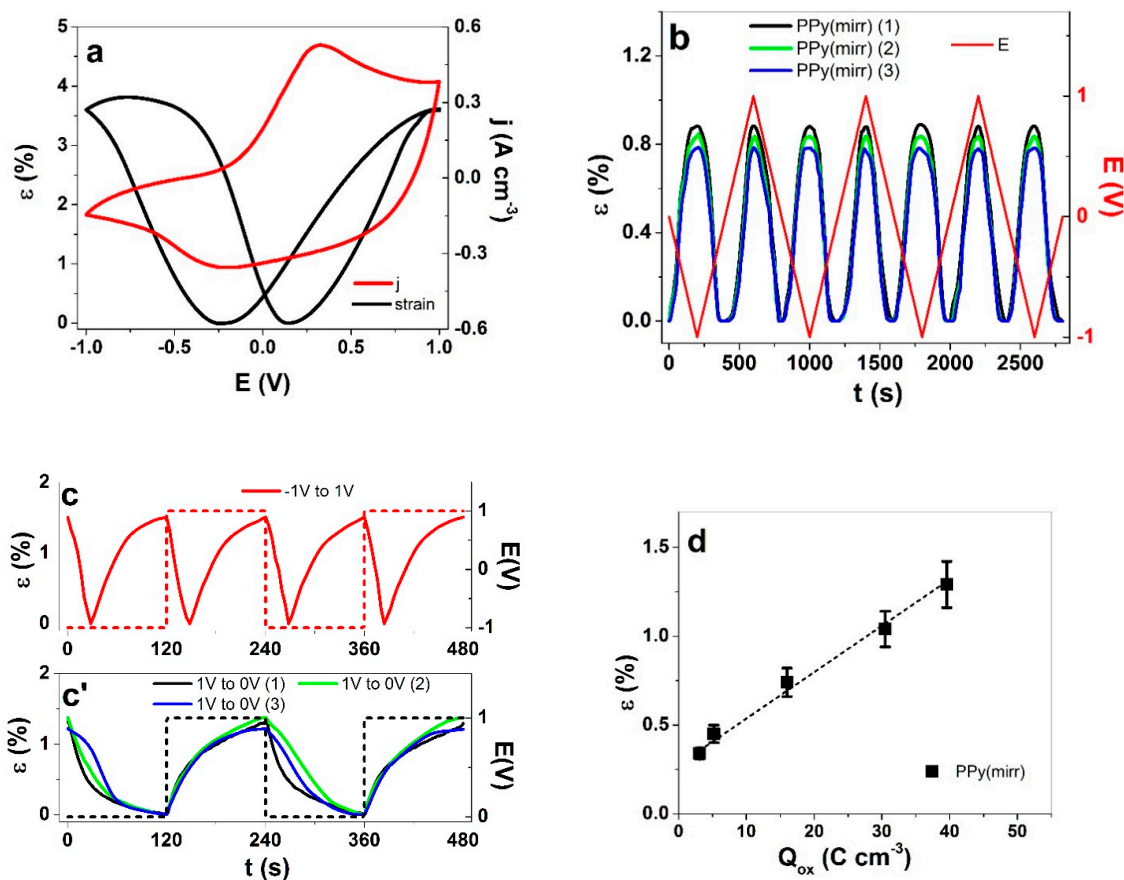 a
5
4
3
2
1
0
ε (%)
0.6
0.3
0.0
-0.3
-0.6
j (A cm-3)
j
strain
-1.0 -0.5 0.0 0.5 1.0
E (V)
b
PPy(mirr) (1)
PPy(mirr) (2)
PPy(mirr) (3)
E
1.2
0.8
0.4
0.0
ε (%)
1
0
-1
E (V)
0 500 1000 1500 2000 2500
t (s)
c
-1V to 1V
2
1
0
ε (%)
1
0
-1
E(V)
0 120 240 360 480
c'
1V to 0V (1) 1V to 0V (2)
1V to 0V (3)
2
1
0
ε (%)
1
0
E(V)
0 120 240 360 480
t (s)
d
1.5
1.0
0.5
0.0
ε (%)
PPy(mirr)
0 10 20 30 40 50
Qox (C cm-3)